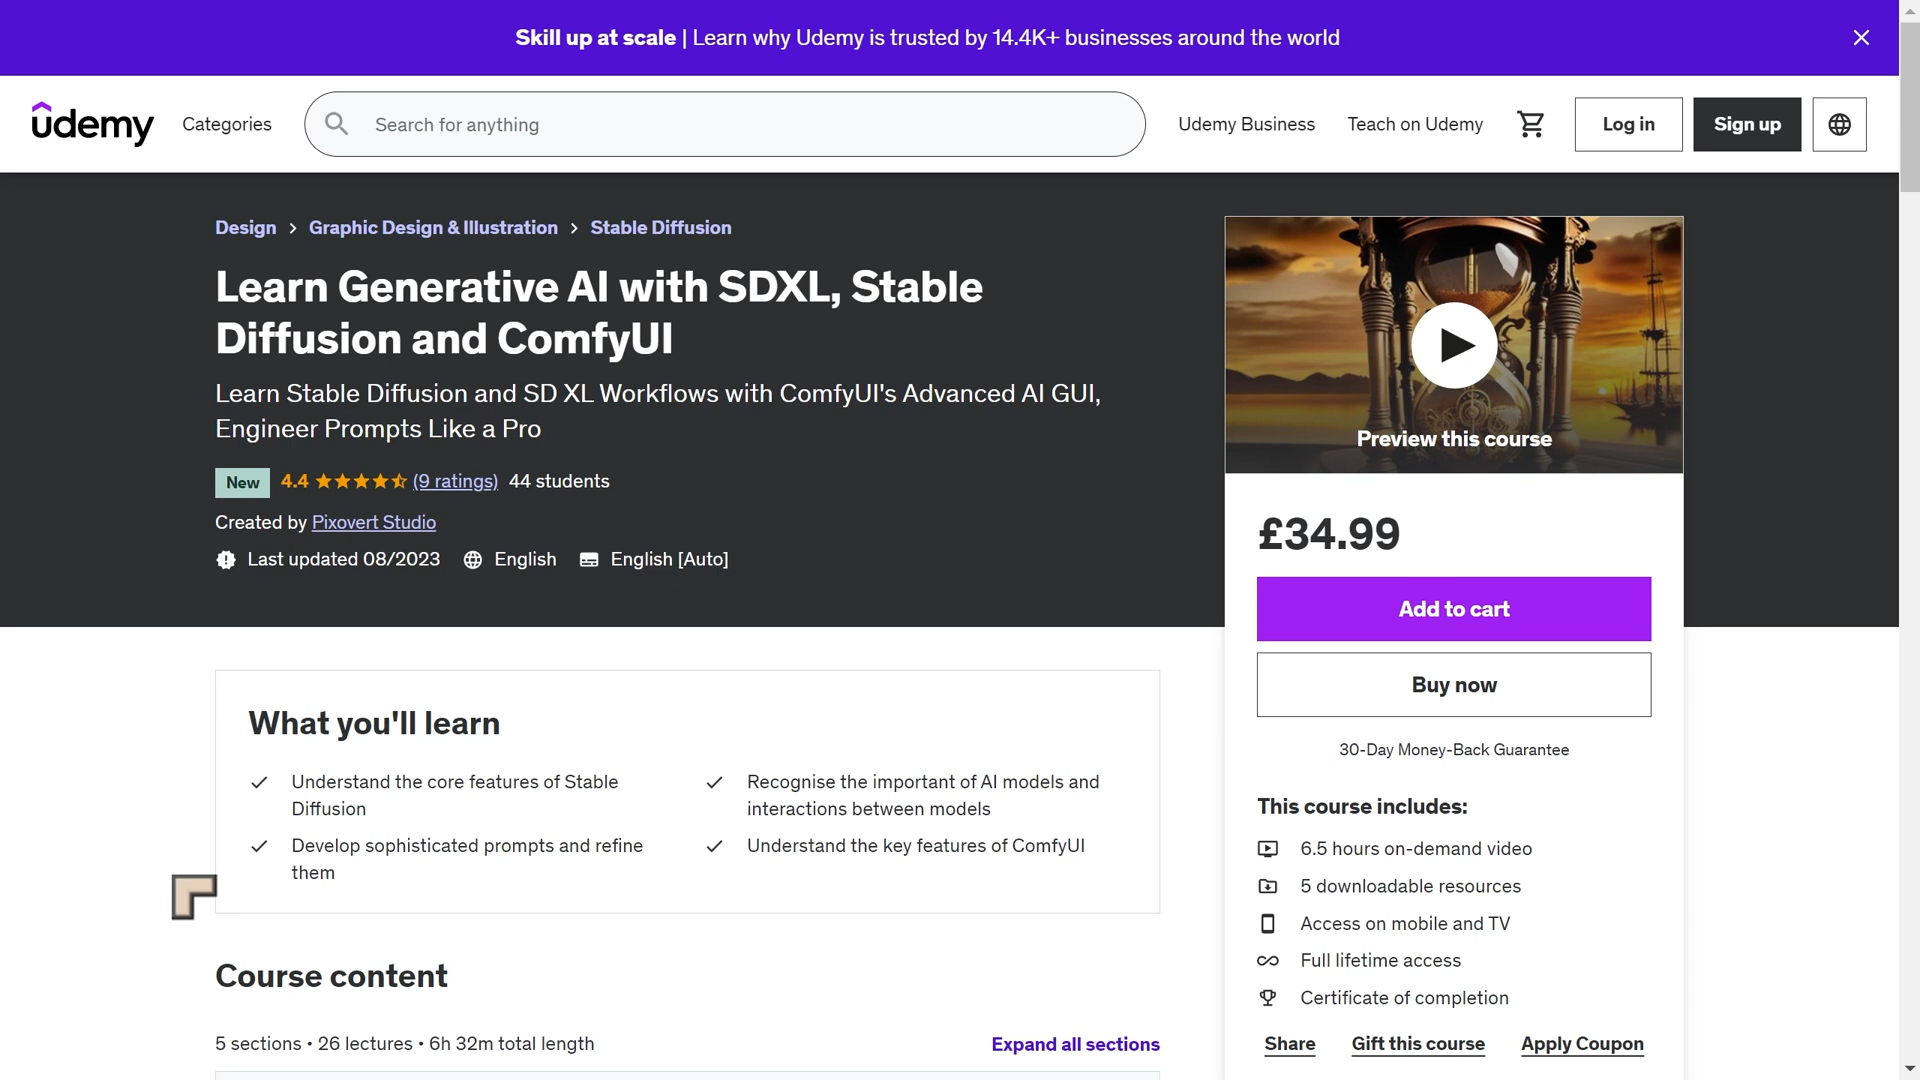 Skill up at scale | Learn why Udemy is trusted by 14.4K+ businesses around the world
udemy
Categories
Search for anything
Udemy Business
Teach on Udemy
Log in
Sign up
Design > Graphic Design & Illustration > Stable Diffusion
Learn Generative AI with SDXL, Stable
Diffusion and ComfyUI
Learn Stable Diffusion and SD XL Workflows with ComfyUI's Advanced AI GUI,
Engineer Prompts Like a Pro
New 4.4 (9 ratings) 44 students
Created by Pixovert Studio
Last updated 08/2023 English English [Auto]
Preview this course
£34.99
Add to cart
Buy now
30-Day Money-Back Guarantee
This course includes:
6.5 hours on-demand video
5 downloadable resources
Access on mobile and TV
Full lifetime access
Certificate of completion
Share Gift this course Apply Coupon
What you'll learn
Understand the core features of Stable
Diffusion
Develop sophisticated prompts and refine
them
Recognise the important of AI models and
interactions between models
Understand the key features of ComfyUI
Course content
5 sections • 26 lectures • 6h 32m total length
Expand all sections